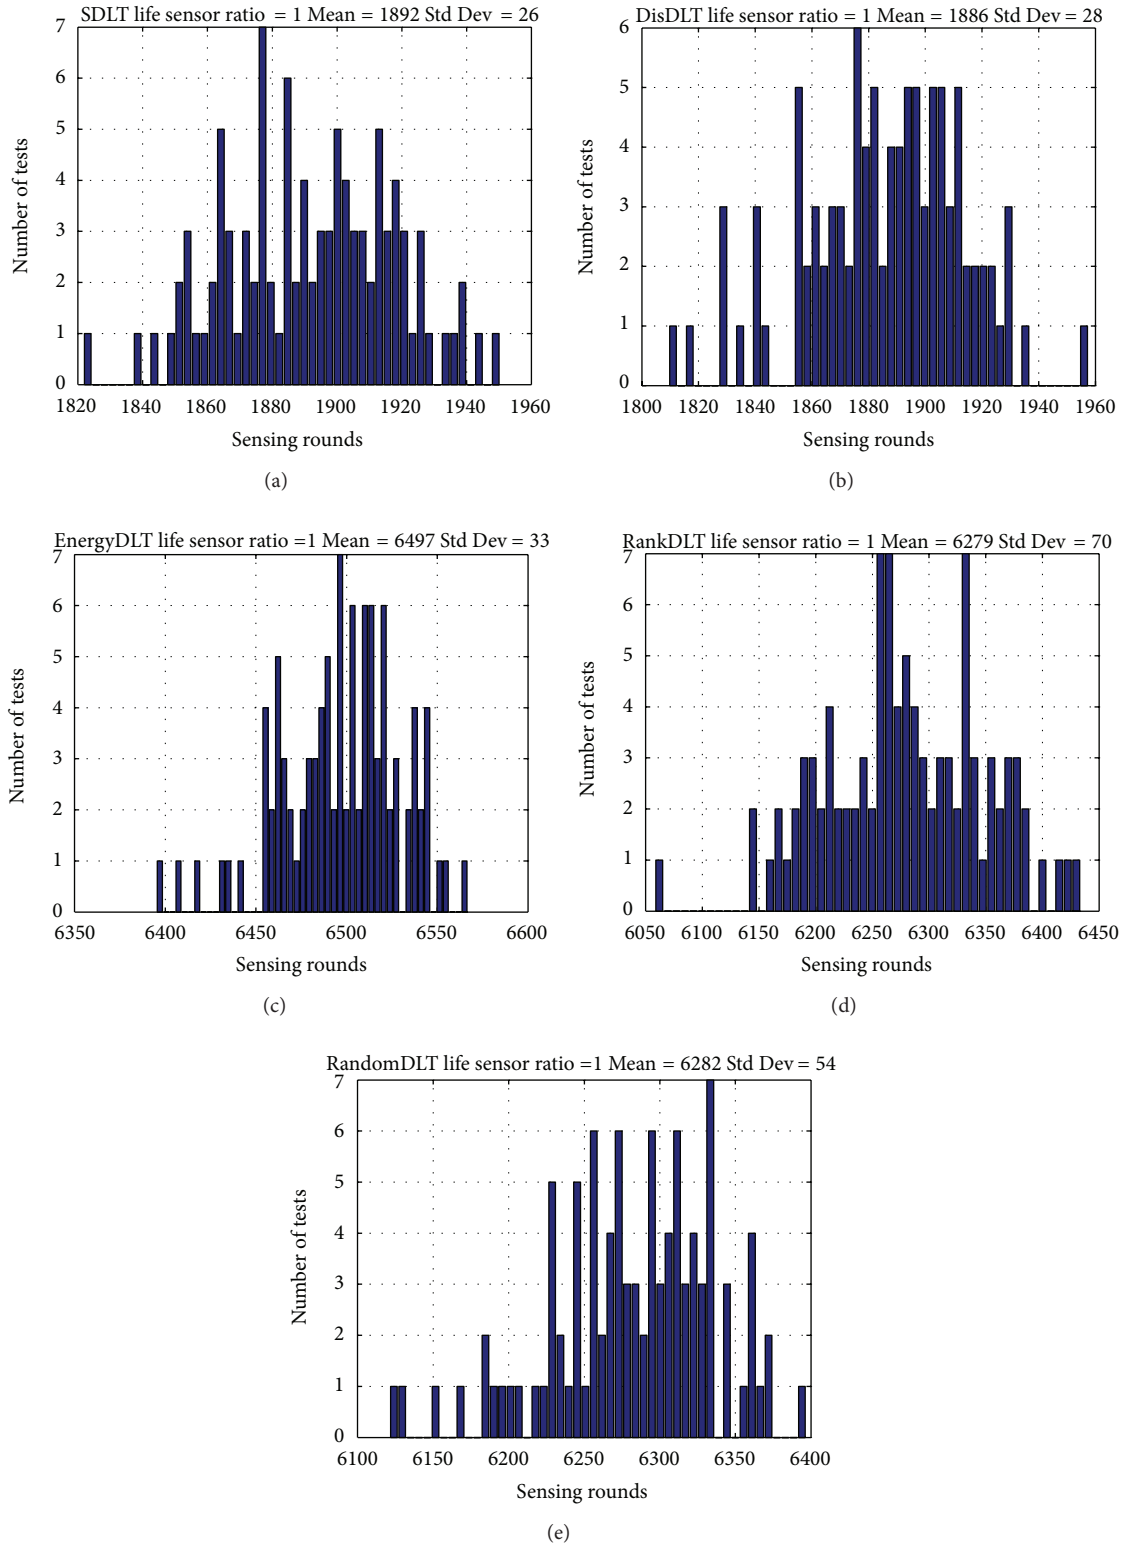 SDLT life sensor ratio = 1 Mean = 1892 Std Dev = 26
7
6
5
4
3
2
1
0
Number of tests
1820 1840 1860 1880 1900 1920 1940 1960
Sensing rounds
(a)
DisDLT life sensor ratio = 1 Mean = 1886 Std Dev = 28
6
5
4
3
2
1
0
Number of tests
1800 1820 1840 1860 1880 1900 1920 1940 1960
Sensing rounds
(b)
EnergyDLT life sensor ratio =1 Mean = 6497 Std Dev = 33
7
6
5
4
3
2
1
0
Number of tests
6350 6400 6450 6500 6550 6600
Sensing rounds
(c)
RankDLT life sensor ratio = 1 Mean = 6279 Std Dev = 70
7
6
5
4
3
2
1
0
Number of tests
6050 6100 6150 6200 6250 6300 6350 6400 6450
Sensing rounds
(d)
RandomDLT life sensor ratio =1 Mean = 6282 Std Dev = 54
7
6
5
4
3
2
1
0
Number of tests
6100 6150 6200 6250 6300 6350 6400
Sensing rounds
(e)